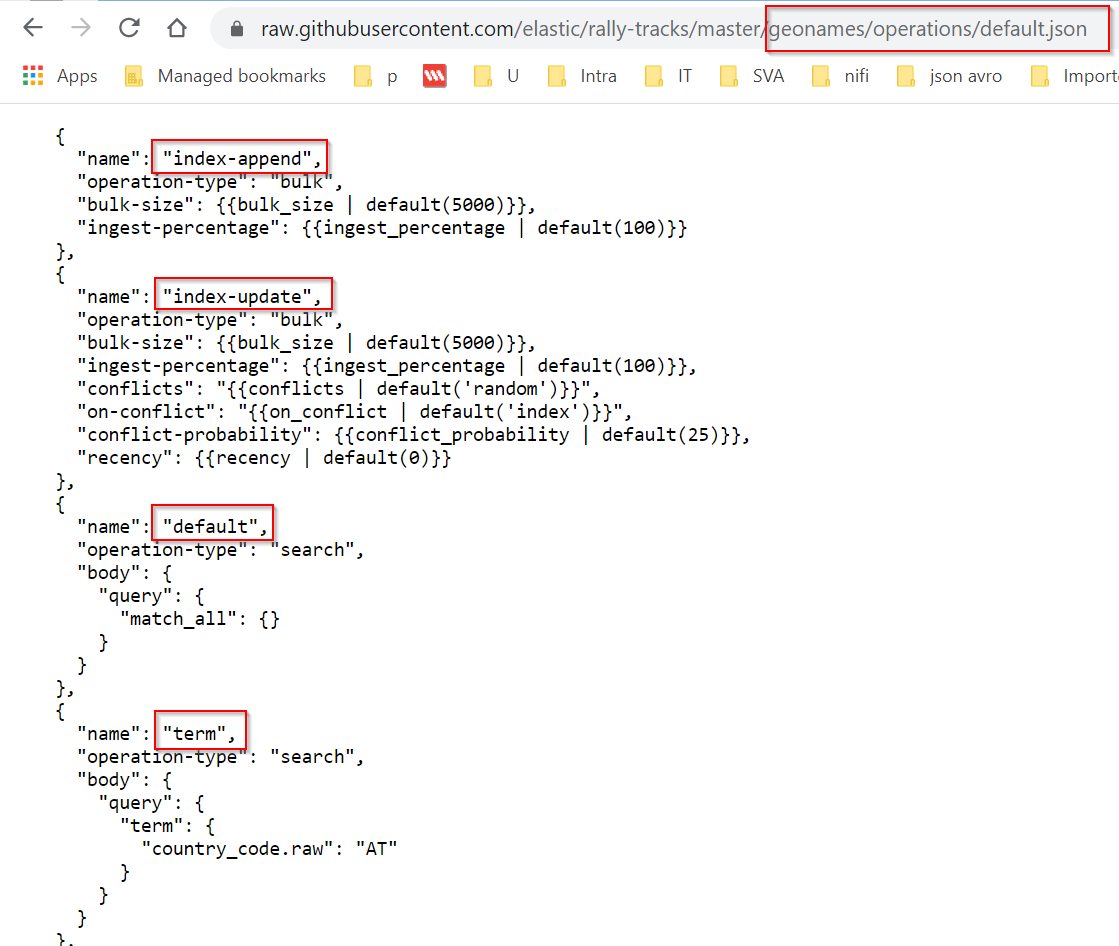 raw.githubusercontent.com/elastic/rally-tracks/master/geonames/operations/default.json
Apps Managed bookmarks p U Intra IT SVA nifi json avro Importe
{
"name": "index-append",
"operation-type": "bulk",
"bulk-size": {{bulk_size | default(5000)}},
"ingest-percentage": {{ingest_percentage | default(100)}}
},
{
"name": "index-update",
"operation-type": "bulk",
"bulk-size": {{bulk_size | default(5000)}},
"ingest-percentage": {{ingest_percentage | default(100)}},
"conflicts": "{{conflicts | default('random')}}",
"on-conflict": "{{on_conflict | default('index')}}",
"conflict-probability": {{conflict_probability | default(25)}},
"recency": {{recency | default(0)}}
},
{
"name": "default",
"operation-type": "search",
"body": {
"query": {
"match_all": {}
}
}
},
{
"name": "term",
"operation-type": "search",
"body": {
"query": {
"term": {
"country_code.raw": "AT"
}
}
}
},